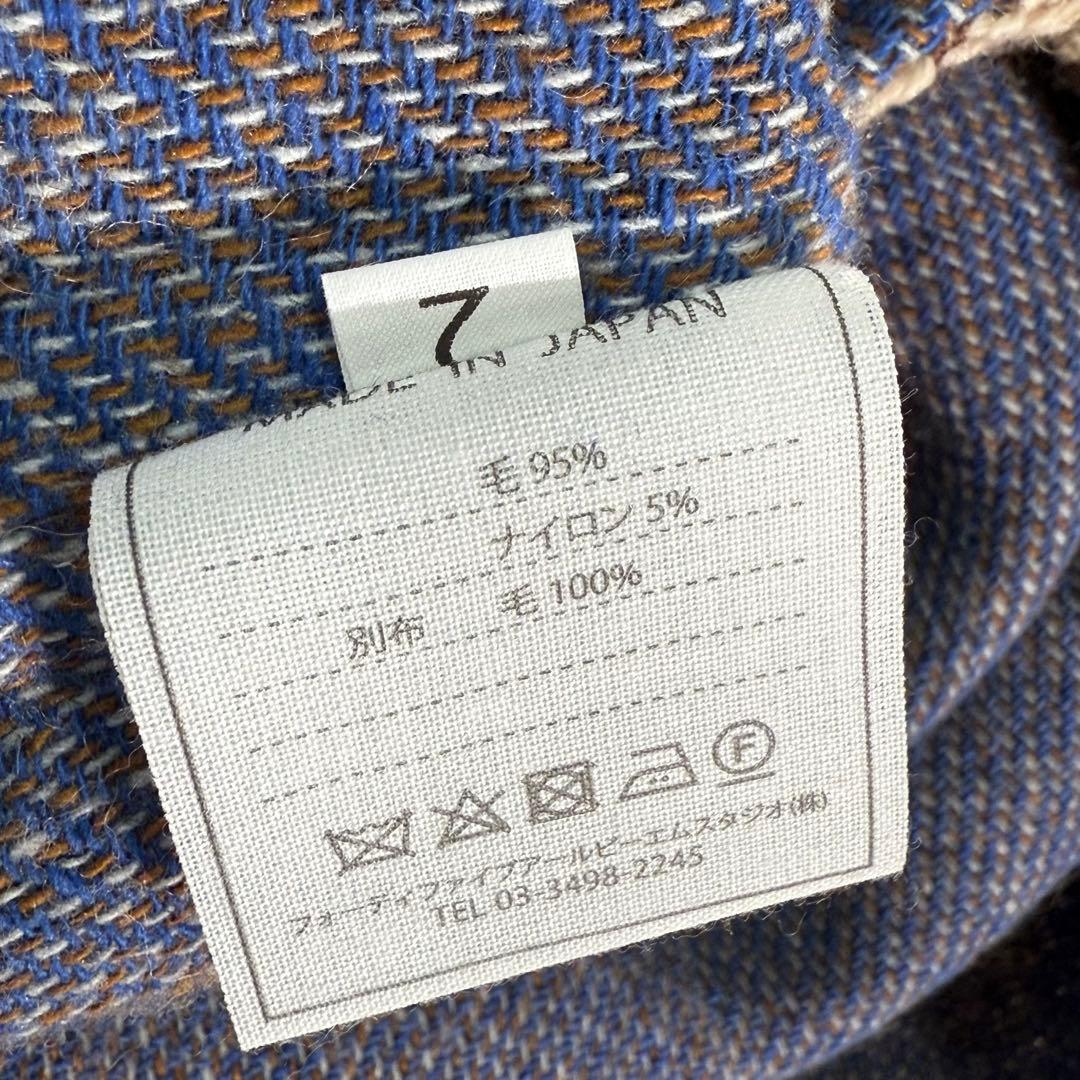 2
MADE IN JAPAN
毛 95%
ナイロン 5%
別布 毛 100%
F
フォーティファイブアールピーエムスタジオ(株)
TEL 03-3498-2245